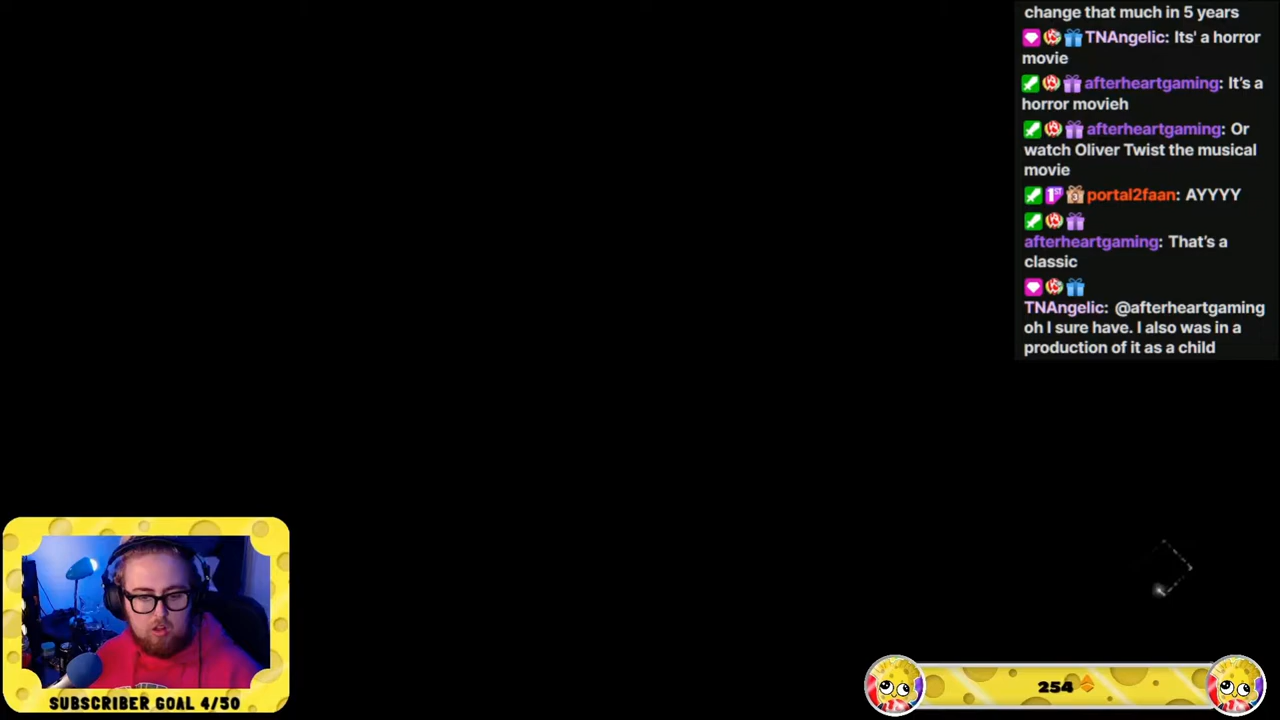 change that much in 5 years
TNAngelic: Its' a horror
movie
afterheartgaming: It's a
horror movieh
afterheartgaming: Or
watch Oliver Twist the musical
movie
1ST 3 portal2faan: AYYYY
afterheartgaming: That's a
classic
TNAngelic: @afterheartgaming
oh I sure have. I also was in a
production of it as a child
254
SUBSCRIBER GOAL 4/50